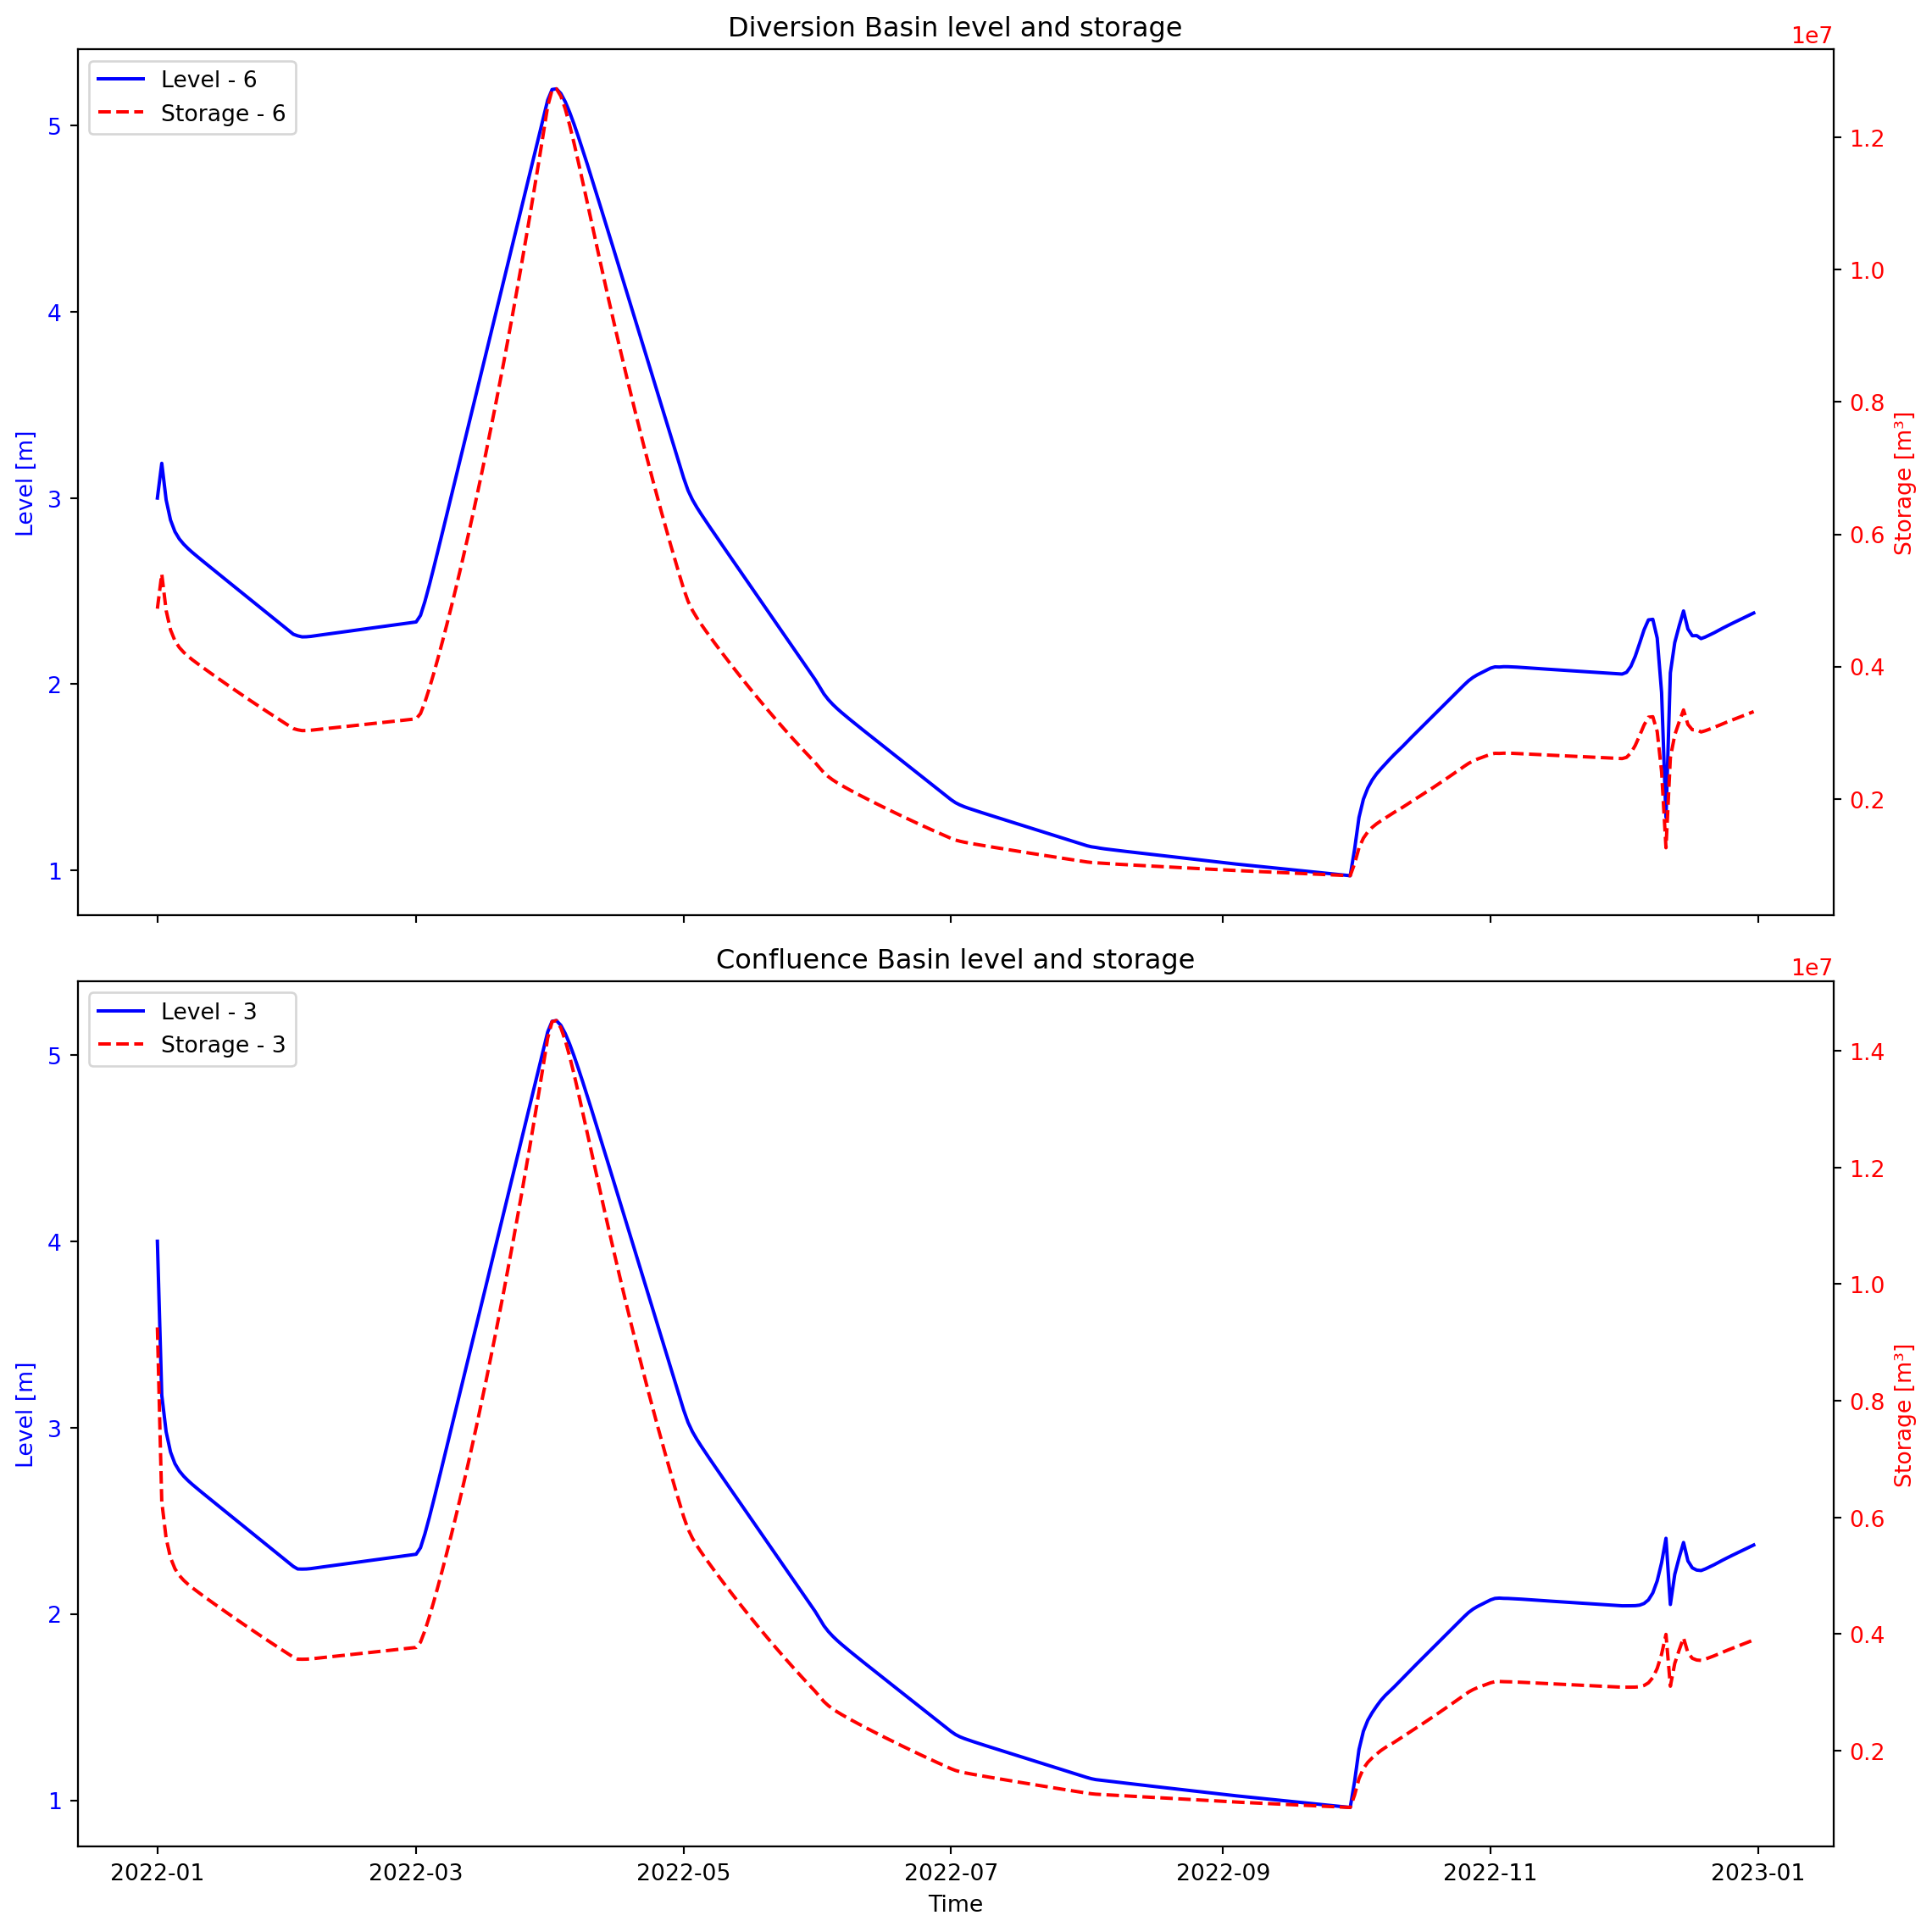 Diversion Basin level and storage
1e7
Level - 6
Storage - 6
5
4
3
2
1
Level [m]
1.2
1.0
0.8
0.6
0.4
0.2
Storage [m³]
Confluence Basin level and storage
1e7
Level - 3
Storage - 3
5
4
3
2
1
Level [m]
1.4
1.2
1.0
0.8
0.6
0.4
0.2
Storage [m³]
2022-01 2022-03 2022-05 2022-07 2022-09 2022-11 2023-01
Time